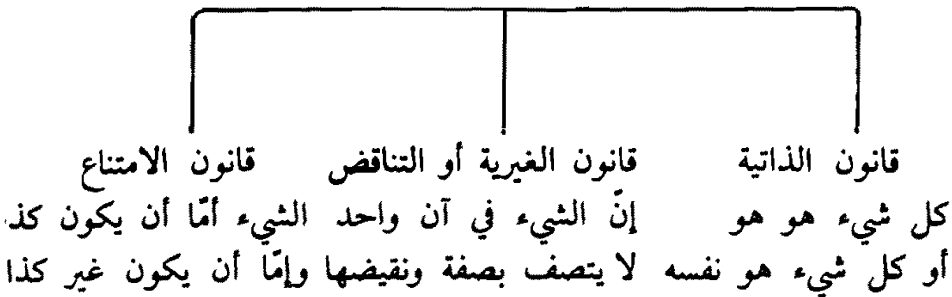 قانون الذاتية قانون الغيرية أو التناقض قانون الامتناع
كل شيء هو هو إنّ الشيء في آن واحد الشيء أمّا أن يكون كذ
أو كل شيء هو نفسه لا يتصف بصفة ونقيضها وإمّا أن يكون غير كذا